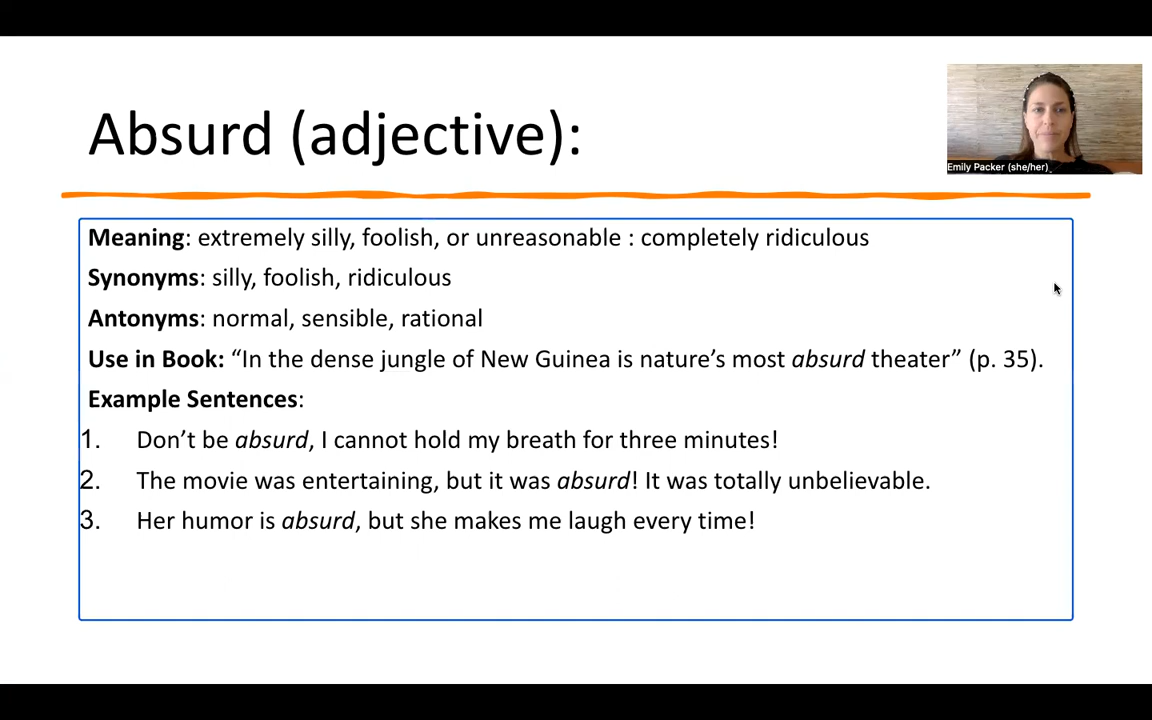 Absurd (adjective):
Emily Packer (she/her)
Meaning: extremely silly, foolish, or unreasonable : completely ridiculous
Synonyms: silly, foolish, ridiculous
Antonyms: normal, sensible, rational
Use in Book: “In the dense jungle of New Guinea is nature’s most absurd theater” (p. 35).
Example Sentences:
1. Don’t be absurd, I cannot hold my breath for three minutes!
2. The movie was entertaining, but it was absurd! It was totally unbelievable.
3. Her humor is absurd, but she makes me laugh every time!